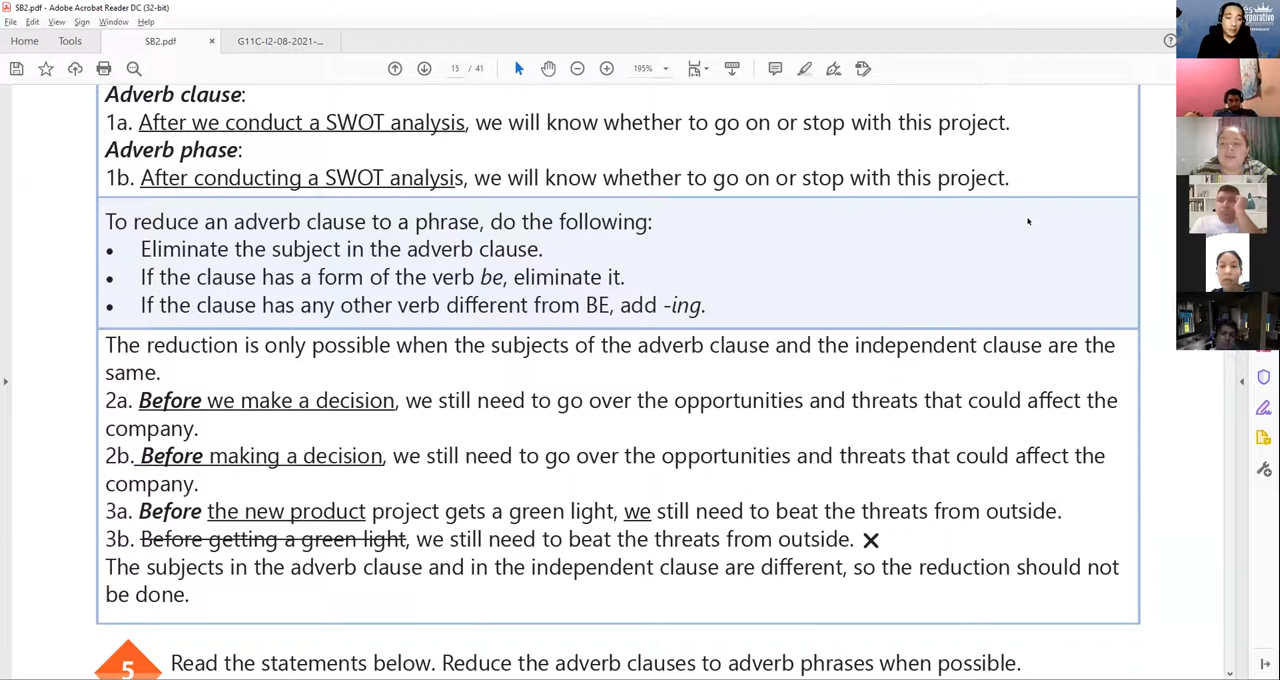 SB2.pdf - Adobe Acrobat Reader DC (32-bit)
File Edit View Sign Window Help
Home Tools SB2.pdf × G11C-I2-08-2021-...
15 / 41 195%
Adverb clause:
1a. After we conduct a SWOT analysis, we will know whether to go on or stop with this project.
Adverb phase:
1b. After conducting a SWOT analysis, we will know whether to go on or stop with this project.
To reduce an adverb clause to a phrase, do the following:
• Eliminate the subject in the adverb clause.
• If the clause has a form of the verb be, eliminate it.
• If the clause has any other verb different from BE, add -ing.
The reduction is only possible when the subjects of the adverb clause and the independent clause are the
same.
2a. Before we make a decision, we still need to go over the opportunities and threats that could affect the
company.
2b. Before making a decision, we still need to go over the opportunities and threats that could affect the
company.
3a. Before the new product project gets a green light, we still need to beat the threats from outside.
3b. Before getting a green light, we still need to beat the threats from outside. ✕
The subjects in the adverb clause and in the independent clause are different, so the reduction should not
be done.
5 Read the statements below. Reduce the adverb clauses to adverb phrases when possible.